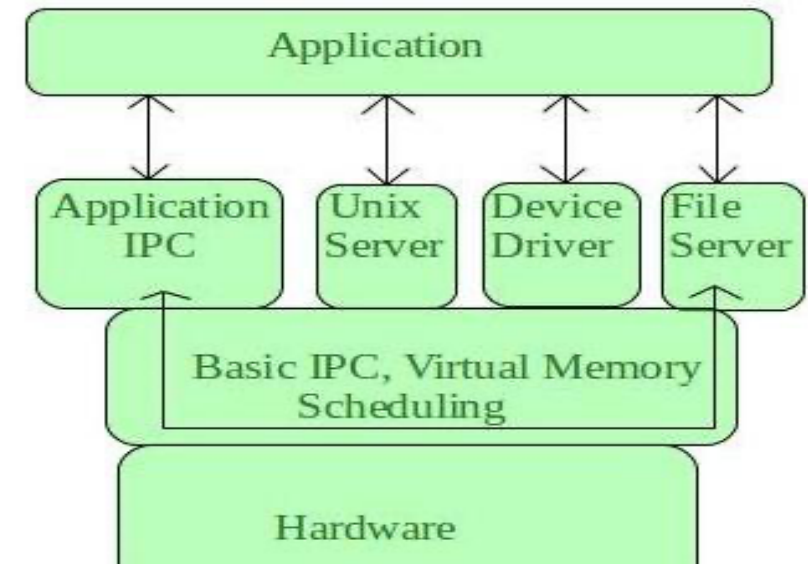 Application
Application
IPC
Unix
Server
Device
Driver
File
Server
Basic IPC, Virtual Memory
Scheduling
Hardware